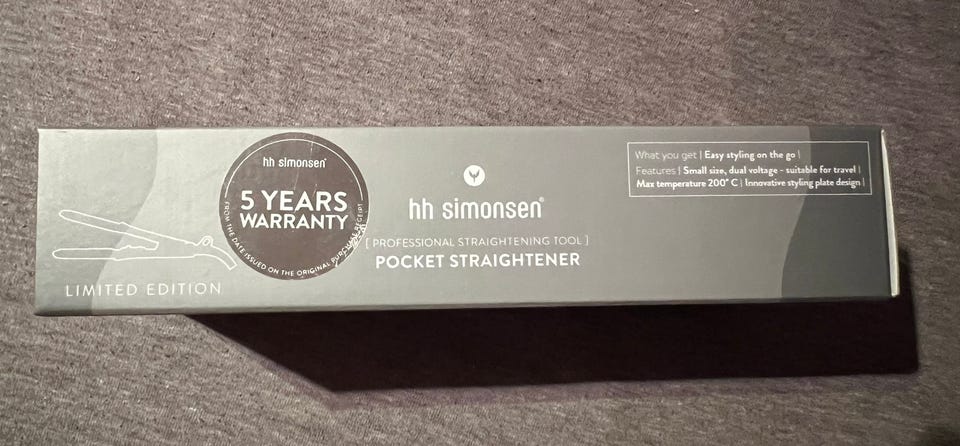 hh simonsen®
5 YEARS
WARRANTY
FROM THE DATE ISSUED ON THE ORIGINAL PURCHASE RECEIPT
LIMITED EDITION
hh simonsen®
[ PROFESSIONAL STRAIGHTENING TOOL ]
POCKET STRAIGHTENER
What you get | Easy styling on the go |
Features | Small size, dual voltage - suitable for travel |
Max temperature 200° C | Innovative styling plate design |